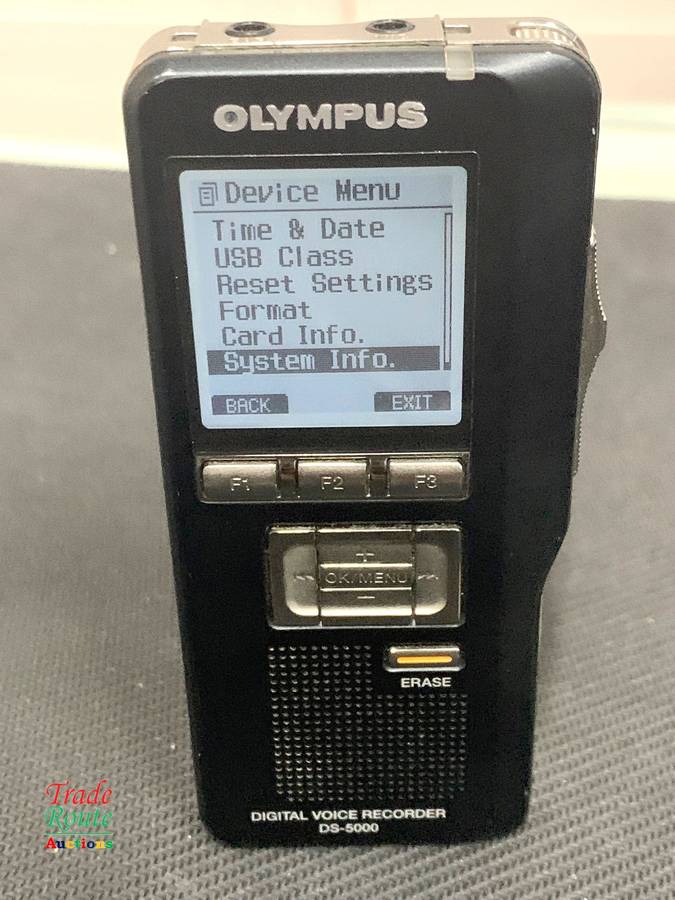 OLYMPUS
Device Menu
Time & Date
USB Class
Reset Settings
Format
Card Info.
System Info.
BACK EXIT
F1 F2 F3
+
OK/MENU
−
ERASE
DIGITAL VOICE RECORDER
DS-5000
Trade
Route
Auctions